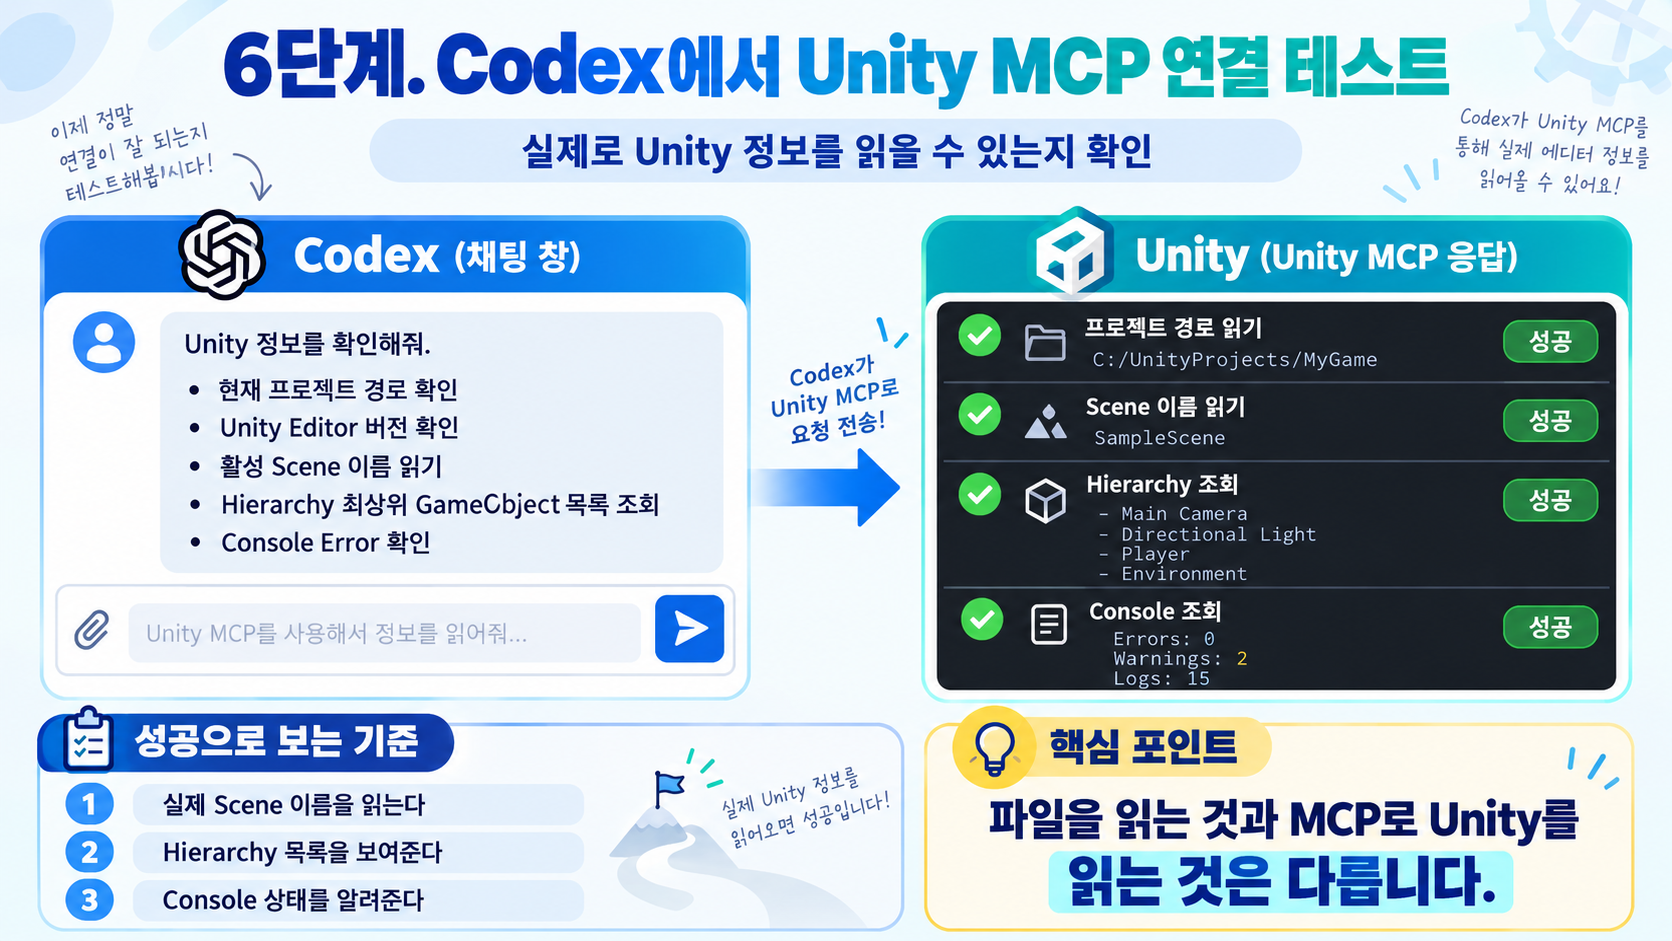 6단계. Codex에서 Unity MCP 연결 테스트
실제로 Unity 정보를 읽을 수 있는지 확인
이제 정말
연결이 잘 되는지
테스트해봅시다!
Codex가 Unity MCP를
통해 실제 에디터 정보를
읽어올 수 있어요!
Codex (채팅 창)
Unity 정보를 확인해줘.
• 현재 프로젝트 경로 확인
• Unity Editor 버전 확인
• 활성 Scene 이름 읽기
• Hierarchy 최상위 GameObject 목록 조회
• Console Error 확인
Unity MCP를 사용해서 정보를 읽어줘...
Codex가
Unity MCP로
요청 전송!
Unity (Unity MCP 응답)
프로젝트 경로 읽기
C:/UnityProjects/MyGame
성공
Scene 이름 읽기
SampleScene
성공
Hierarchy 조회
- Main Camera
- Directional Light
- Player
- Environment
성공
Console 조회
Errors: 0
Warnings: 2
Logs: 15
성공
성공으로 보는 기준
1 실제 Scene 이름을 읽는다
2 Hierarchy 목록을 보여준다
3 Console 상태를 알려준다
실제 Unity 정보를
읽어오면 성공입니다!
핵심 포인트
파일을 읽는 것과 MCP로 Unity를
읽는 것은 다릅니다.